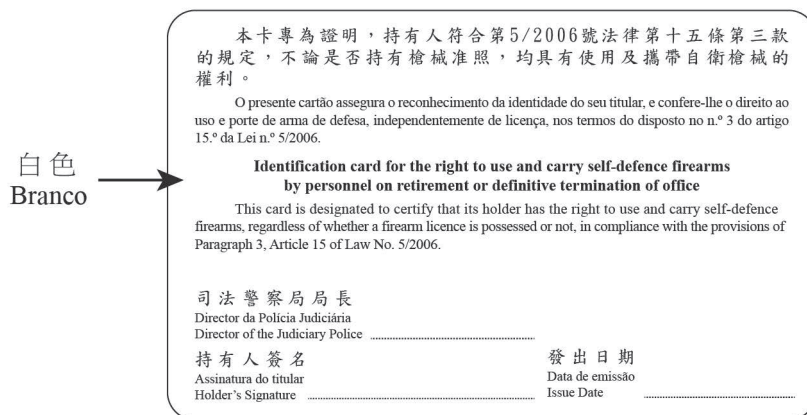 本卡專為證明，持有人符合第5/2006號法律第十五條第三款
的規定，不論是否持有槍械准照，均具有使用及攜帶自衛槍械的
權利。
O presente cartão assegura o reconhecimento da identidade do seu titular, e confere-lhe o direito ao
uso e porte de arma de defesa, independentemente de licença, nos termos do disposto no n.º 3 do artigo
15.º da Lei n.º 5/2006.
Identification card for the right to use and carry self-defence firearms
by personnel on retirement or definitive termination of office
This card is designated to certify that its holder has the right to use and carry self-defence
firearms, regardless of whether a firearm licence is possessed or not, in compliance with the provisions of
Paragraph 3, Article 15 of Law No. 5/2006.
白色
Branco
司法警察局局長
Director da Polícia Judiciária
Director of the Judiciary Police
持有人簽名
Assinatura do titular
Holder's Signature
發出日期
Data de emissão
Issue Date